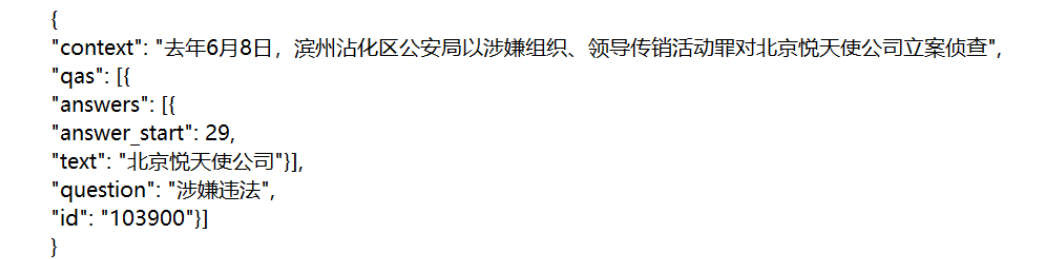 {
"context": "去年6月8日，滨州沾化区公安局以涉嫌组织、领导传销活动罪对北京悦天使公司立案侦查",
"qas": [{
"answers": [{
"answer_start": 29,
"text": "北京悦天使公司"}],
"question": "涉嫌违法",
"id": "103900"}]
}